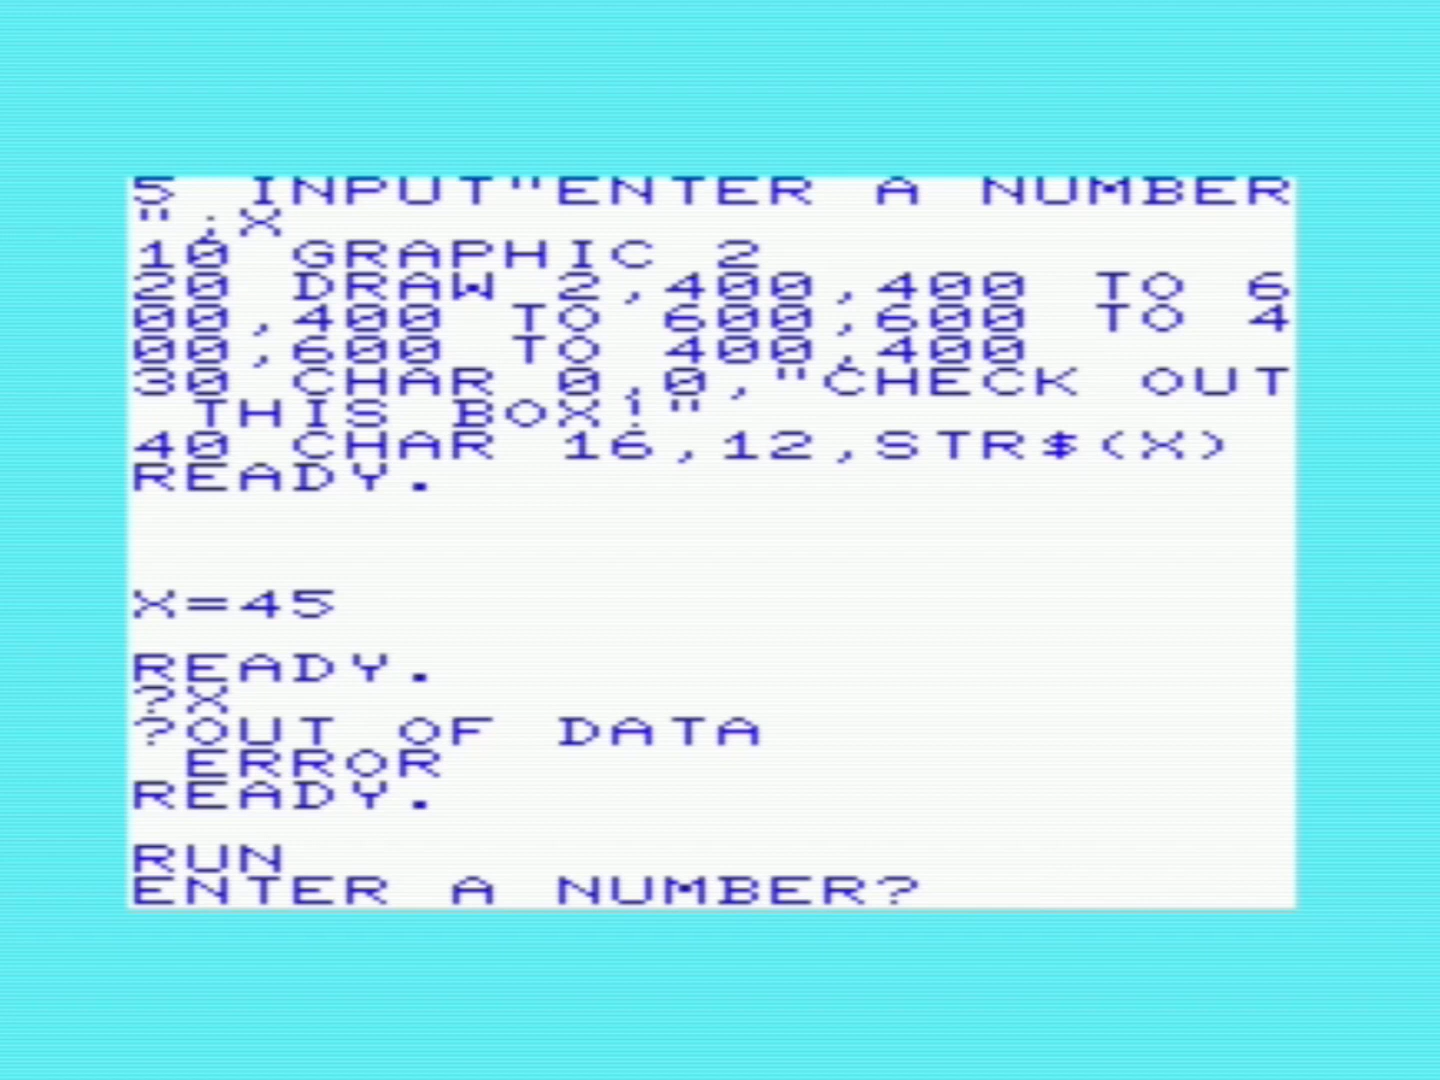 5 INPUT"ENTER A NUMBER
";X
10 GRAPHIC 2
20 DRAW 2,400,400 TO 6
00,400 TO 600,600 TO 4
00,600 TO 400,400
30 CHAR 0,0,"CHECK OUT
 THIS BOX!"
40 CHAR 16,12,STR$(X)
READY.
X=45
READY.
?X
?OUT OF DATA
 ERROR
READY.
RUN
ENTER A NUMBER?